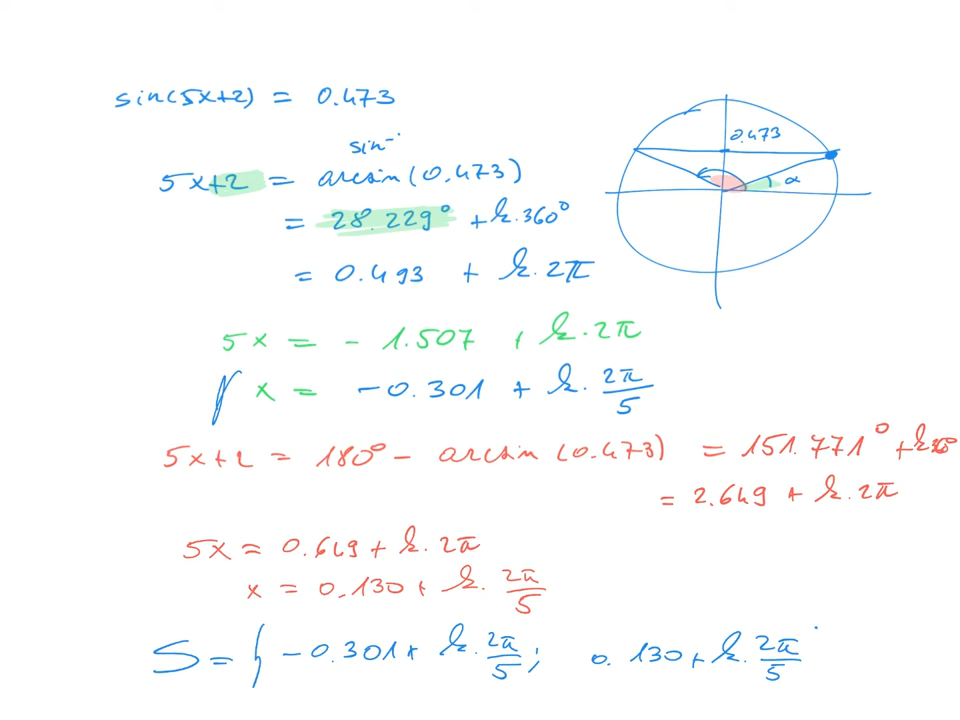 sin(5x+2) = 0.473
0.473
α
sin⁻¹
5x+2 = arcsin(0.473)
= 28.229° + k.360°
= 0.493 + k.2π
5x = -1.507 + k.2π
x = -0.301 + k. 2π/5
5x+2 = 180° - arcsin(0.473) = 151.771° + k.360°
= 2.649 + k.2π
5x = 0.649 + k.2π
x = 0.130 + k. 2π/5
S = { -0.301 + k. 2π/5 ; 0.130 + k. 2π/5